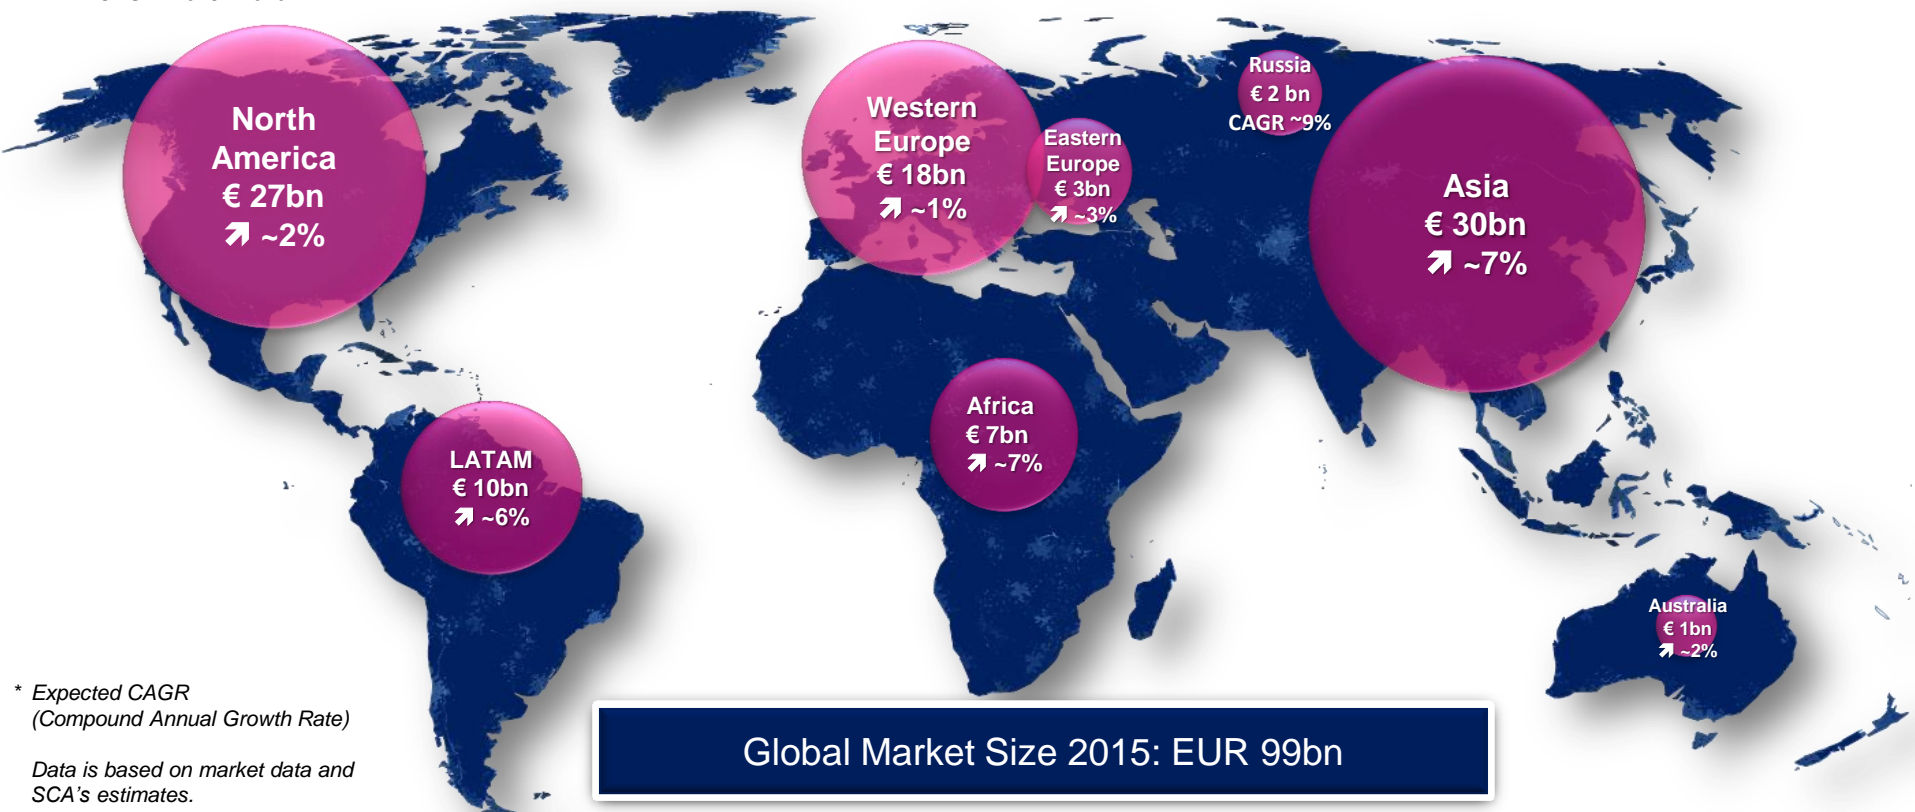 North
America
€ 27bn
~2%
Western
Europe
€ 18bn
~1%
Eastern
Europe
€ 3bn
~3%
Russia
€ 2 bn
CAGR ~9%
Asia
€ 30bn
~7%
LATAM
€ 10bn
~6%
Africa
€ 7bn
~7%
Australia
€ 1bn
~2%
* Expected CAGR
(Compound Annual Growth Rate)
Data is based on market data and
SCA's estimates.
Global Market Size 2015: EUR 99bn